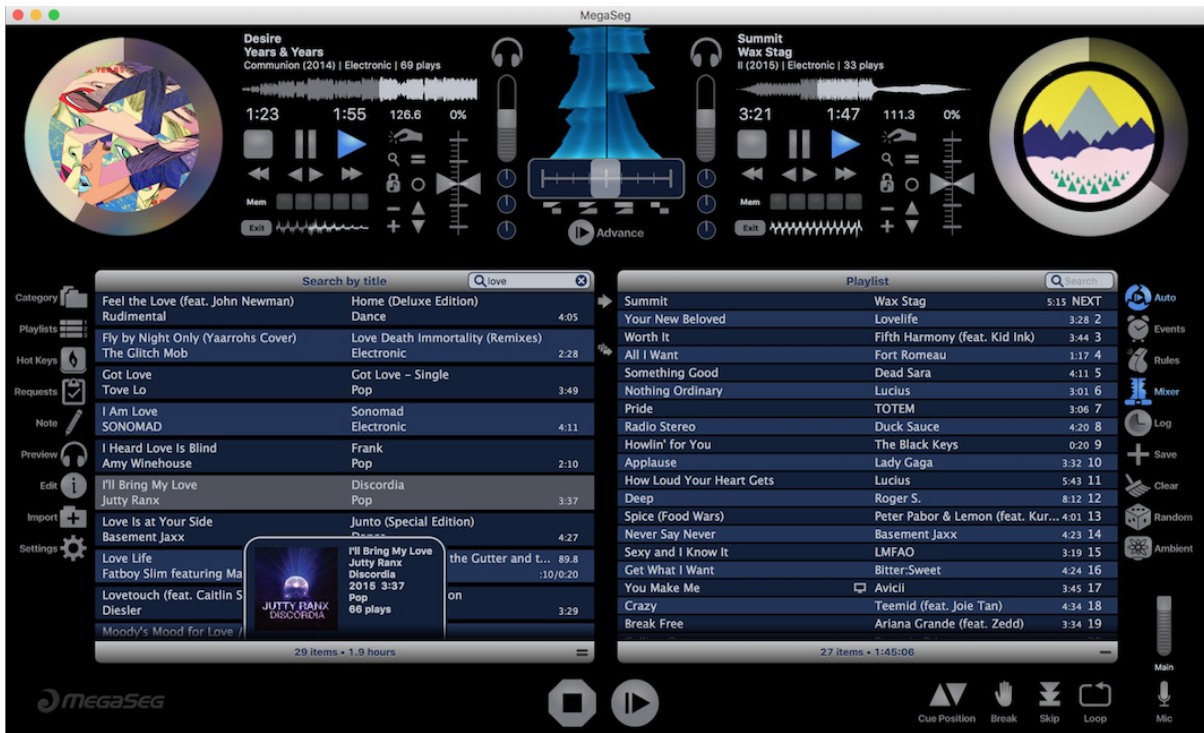 MegaSeg
Desire
Years & Years
Communion (2014) | Electronic | 69 plays
1:23 1:55 126.6 0%
Mem
Exit
Advance
Summit
Wax Stag
II (2015) | Electronic | 33 plays
3:21 1:47 111.3 0%
Mem
Exit
Category
Playlists
Hot Keys
Requests
Note
Preview
Edit
Import
Settings
Search by title love
Feel the Love (feat. John Newman) Home (Deluxe Edition)
Rudimental Dance 4:05
Fly by Night Only (Yaarrohs Cover) Love Death Immortality (Remixes)
The Glitch Mob Electronic 2:28
Got Love Got Love – Single
Tove Lo Pop 3:49
I Am Love Sonomad
SONOMAD Electronic 4:11
I Heard Love Is Blind Frank
Amy Winehouse Pop 2:10
I'll Bring My Love Discordia
Jutty Ranx Pop 3:37
Love Is at Your Side Junto (Special Edition)
Basement Jaxx 4:27
Love Life the Gutter and t... 89.8
Fatboy Slim featuring Ma :10/0:20
Lovetouch (feat. Caitlin S on
Diesler 3:29
Moody's Mood for Love /
JUTTY RANX
DISCORDIA
I'll Bring My Love
Jutty Ranx
Discordia
2015 3:37
Pop
66 plays
29 items • 1.9 hours
Playlist Search
Summit Wax Stag 5:15 NEXT
Your New Beloved Lovelife 3:28 2
Worth It Fifth Harmony (feat. Kid Ink) 3:44 3
All I Want Fort Romeau 1:17 4
Something Good Dead Sara 4:11 5
Nothing Ordinary Lucius 3:01 6
Pride TOTEM 3:06 7
Radio Stereo Duck Sauce 4:20 8
Howlin' for You The Black Keys 0:20 9
Applause Lady Gaga 3:32 10
How Loud Your Heart Gets Lucius 5:43 11
Deep Roger S. 8:12 12
Spice (Food Wars) Peter Pabor & Lemon (feat. Kur... 4:01 13
Never Say Never Basement Jaxx 4:23 14
Sexy and I Know It LMFAO 3:19 15
Get What I Want Bitter:Sweet 4:24 16
You Make Me Avicii 3:45 17
Crazy Teemid (feat. Joie Tan) 4:34 18
Break Free Ariana Grande (feat. Zedd) 3:34 19
27 items • 1:45:06
Auto
Events
Rules
Mixer
Log
Save
Clear
Random
Ambient
Main
MegaSeg
Cue Position Break Skip Loop Mic